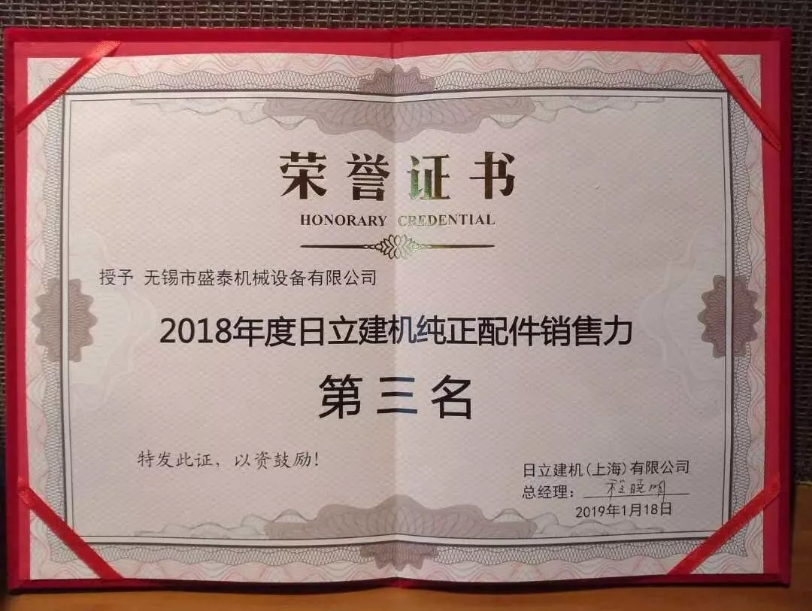 荣誉证书
HONORARY CREDENTIAL
授予 无锡市盛泰机械设备有限公司
2018年度日立建机纯正配件销售力
第三名
特发此证，以资鼓励！
日立建机(上海)有限公司
总经理：
2019年1月18日